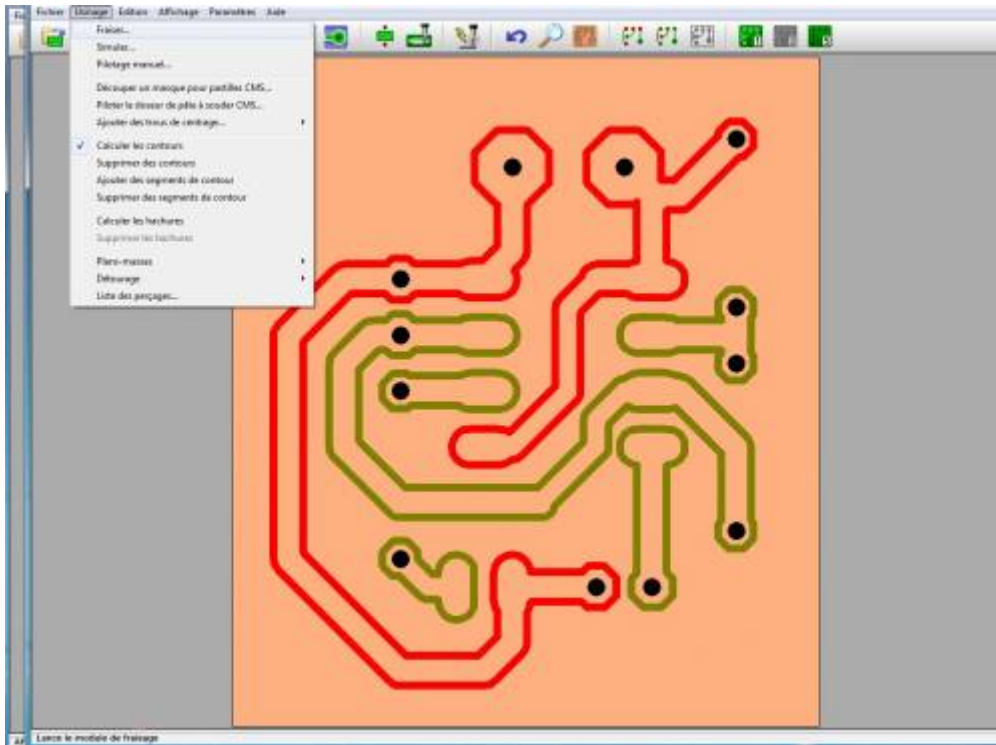 Fichier Usinage Edition Affichage Paramètres Aide
Fraiser...
Simuler...
Pilotage manuel...
Découper un masque pour pastilles CMS...
Piloter le doseur de pâte à souder CMS...
Ajouter des trous de centrage...
Calculer les contours
Supprimer des contours
Ajouter des segments de contour
Supprimer des segments de contour
Calculer les hachures
Supprimer les hachures
Plans-masses
Détourage
Liste des perçages...
Lance le module de fraisage